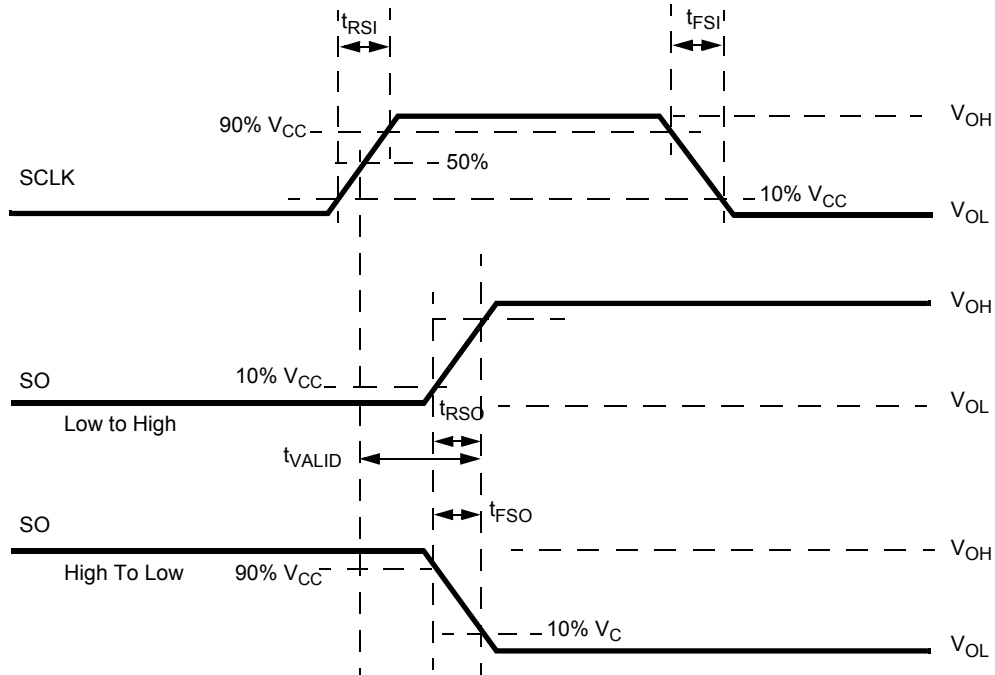 tRSI
tFSI
90% VCC
VOH
50%
SCLK
10% VCC
VOL
VOH
10% VCC
SO
tRSO
VOL
Low to High
tVALID
tFSO
SO
VOH
High To Low
90% VCC
10% VC
VOL